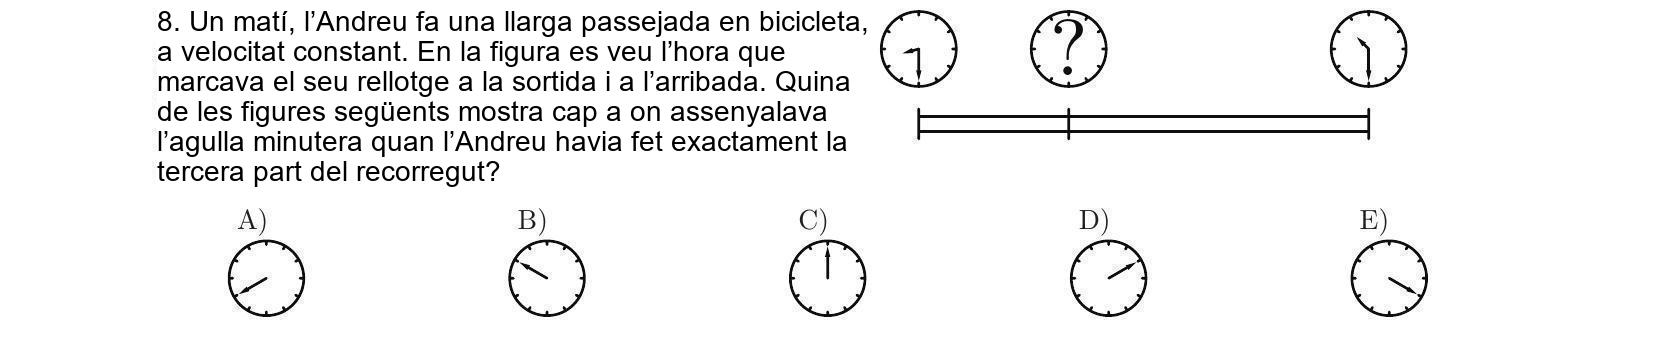 8. Un matí, l’Andreu fa una llarga passejada en bicicleta,
a velocitat constant. En la figura es veu l’hora que
marcava el seu rellotge a la sortida i a l’arribada. Quina
de les figures següents mostra cap a on assenyalava
l’agulla minutera quan l’Andreu havia fet exactament la
tercera part del recorregut?
?
A) B) C) D) E)